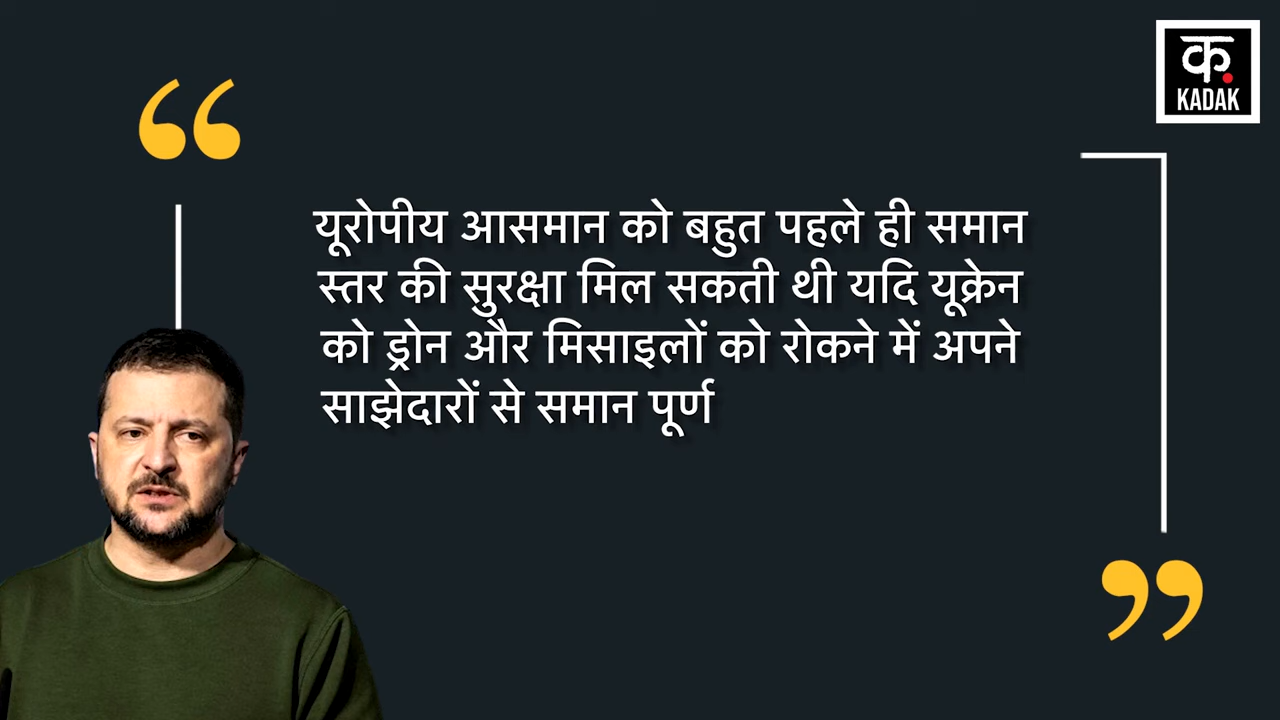 क.
KADAK
यूरोपीय आसमान को बहुत पहले ही समान
स्तर की सुरक्षा मिल सकती थी यदि यूक्रेन
को ड्रोन और मिसाइलों को रोकने में अपने
साझेदारों से समान पूर्ण